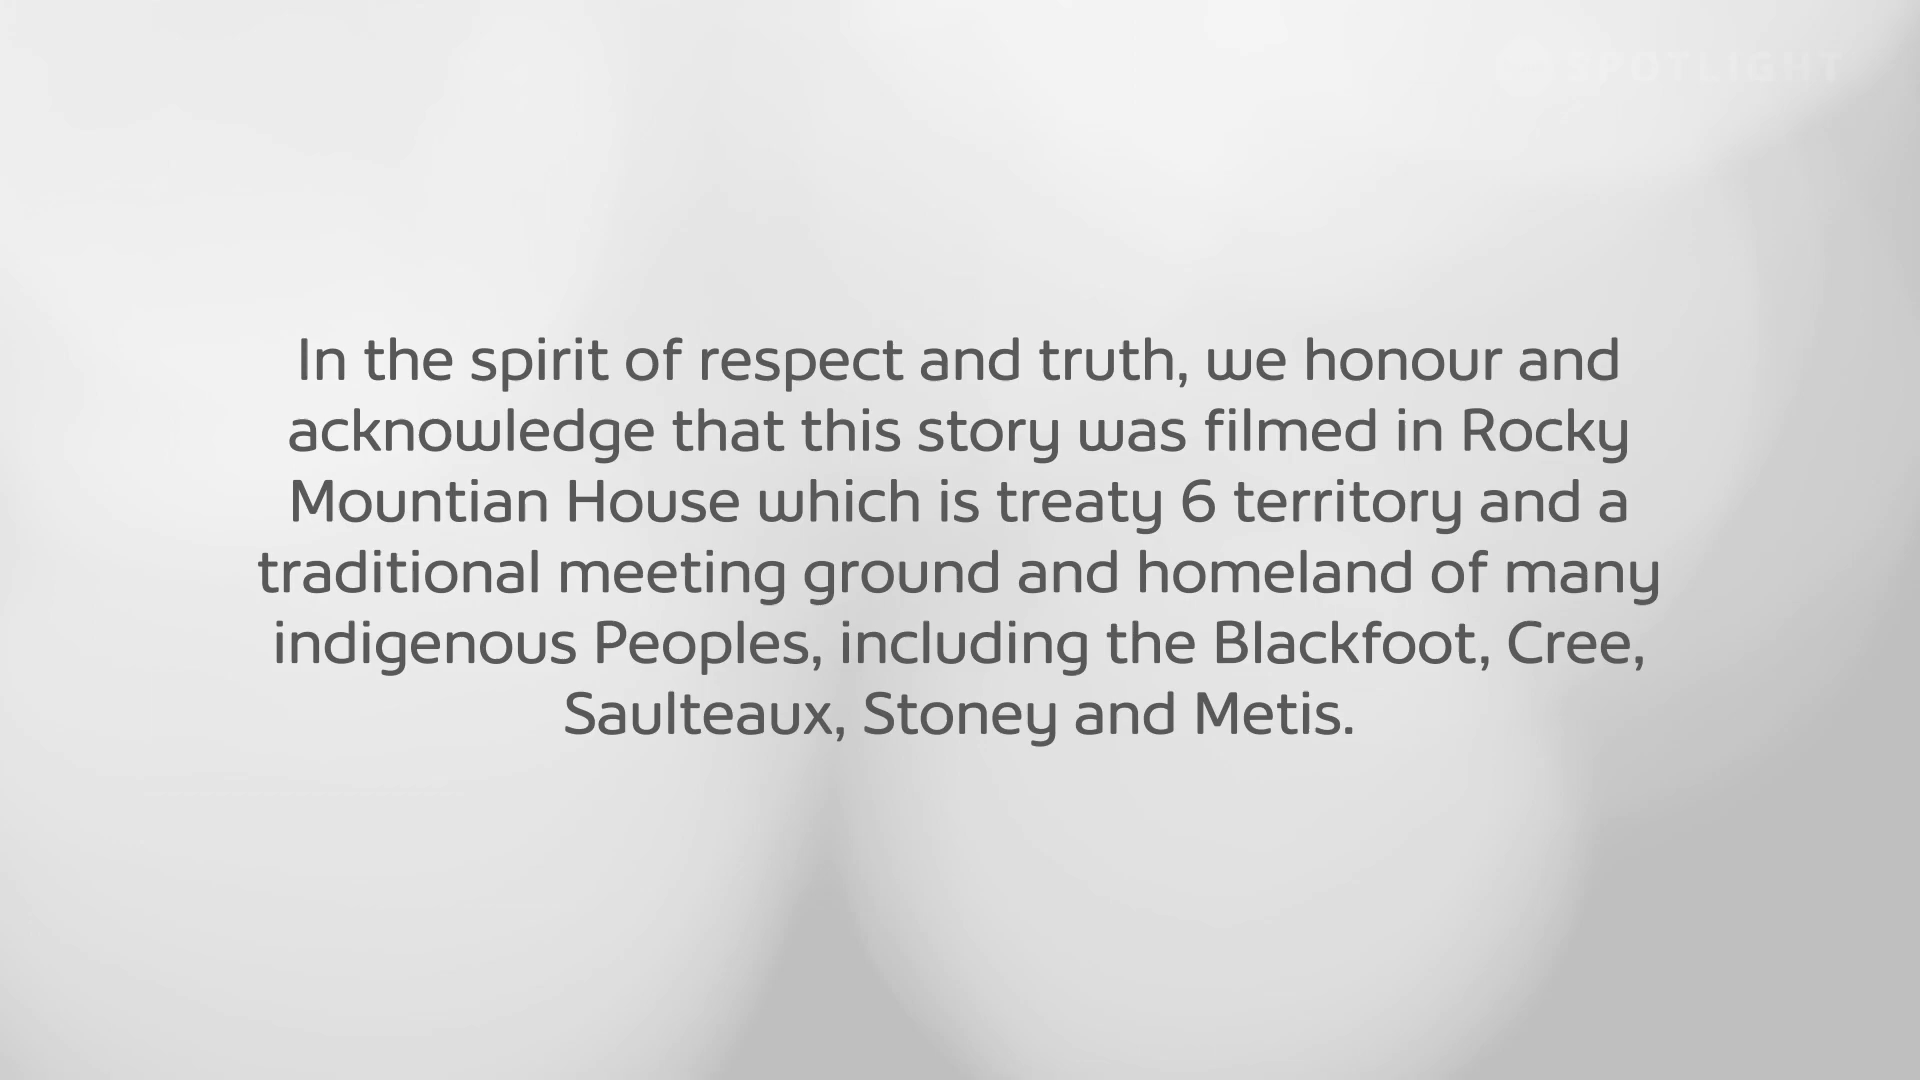 SPOTLIGHT
In the spirit of respect and truth, we honour and
acknowledge that this story was filmed in Rocky
Mountian House which is treaty 6 territory and a
traditional meeting ground and homeland of many
indigenous Peoples, including the Blackfoot, Cree,
Saulteaux, Stoney and Metis.